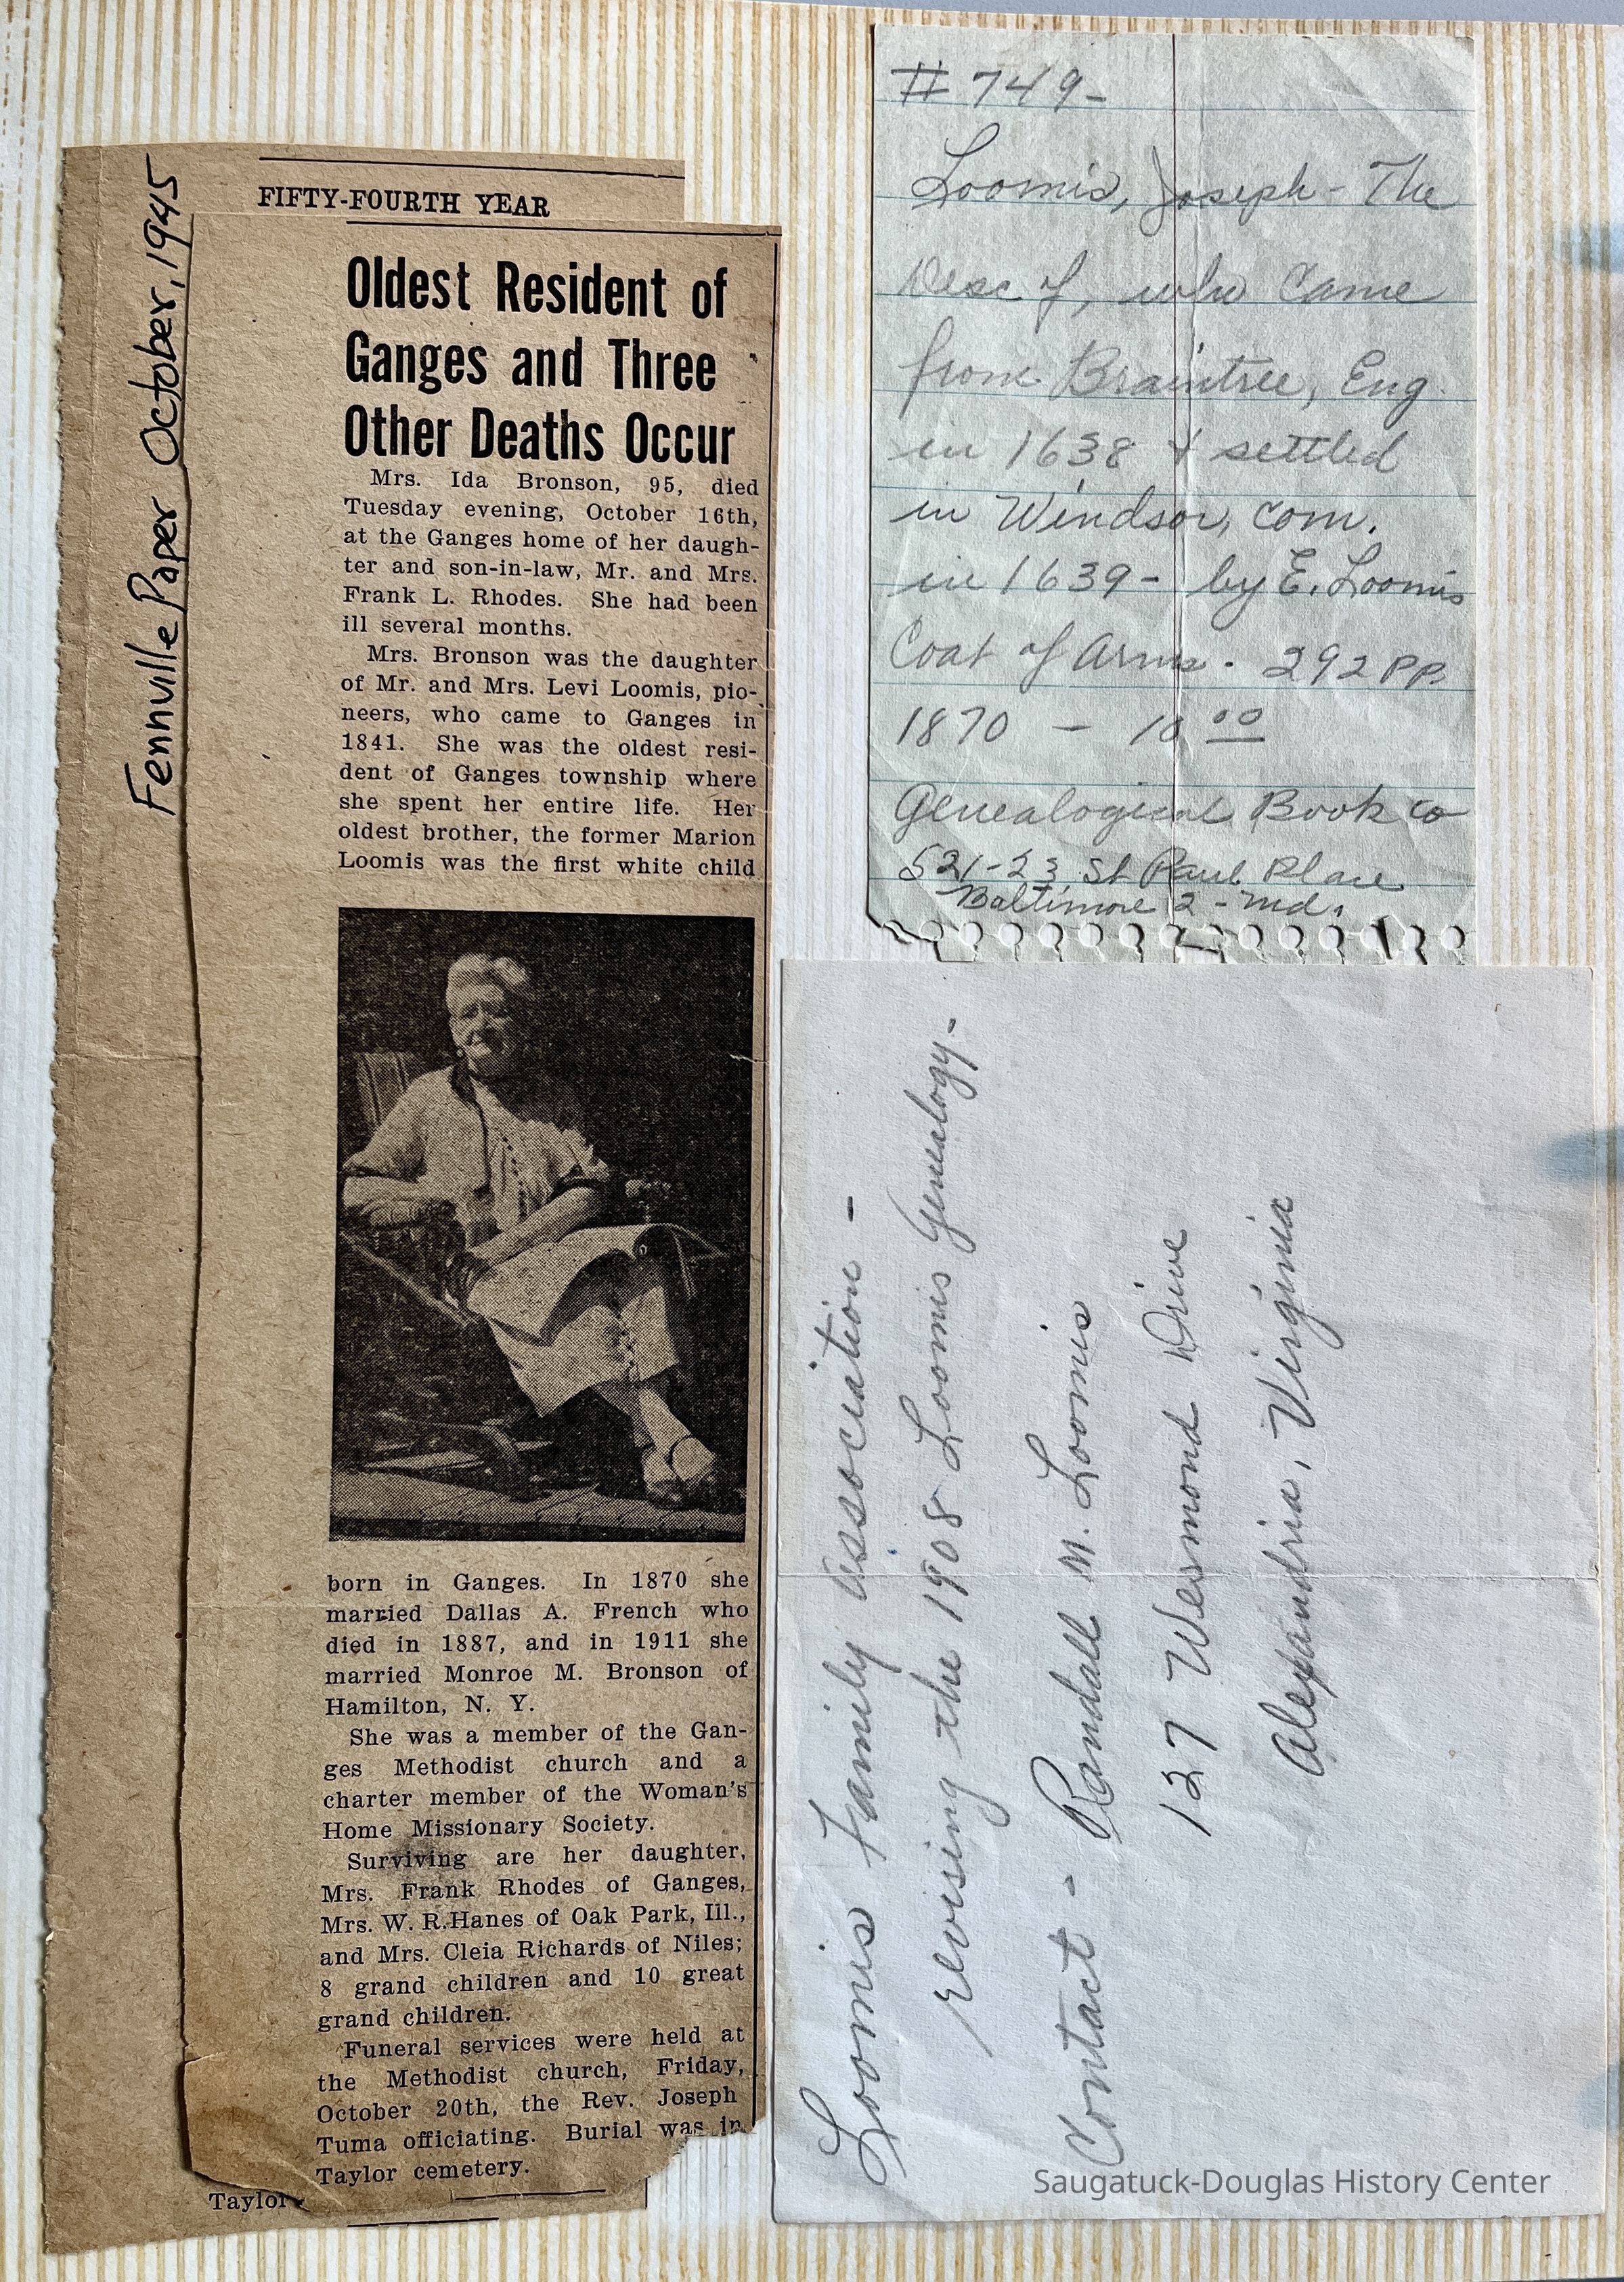 Fennville Paper October, 1945
FIFTY-FOURTH YEAR
Oldest Resident of
Ganges and Three
Other Deaths Occur
Mrs. Ida Bronson, 95, died
Tuesday evening, October 16th,
at the Ganges home of her daugh-
ter and son-in-law, Mr. and Mrs.
Frank L. Rhodes. She had been
ill several months.
Mrs. Bronson was the daughter
of Mr. and Mrs. Levi Loomis, pio-
neers, who came to Ganges in
1841. She was the oldest resi-
dent of Ganges township where
she spent her entire life. Her
oldest brother, the former Marion
Loomis was the first white child
born in Ganges. In 1870 she
married Dallas A. French who
died in 1887, and in 1911 she
married Monroe M. Bronson of
Hamilton, N. Y.
She was a member of the Gan-
ges Methodist church and a
charter member of the Woman's
Home Missionary Society.
Surviving are her daughter,
Mrs. Frank Rhodes of Ganges,
Mrs. W. R.Hanes of Oak Park, Ill.,
and Mrs. Cleia Richards of Niles;
8 grand children and 10 great
grand children.
Funeral services were held at
the Methodist church, Friday,
October 20th, the Rev. Joseph
Tuma officiating. Burial was in
Taylor cemetery.
Taylor
#749-
Loomis, Joseph - The
Desc of, who came
from Braintree, Eng.
in 1638 & settled
in Windsor, Conn.
in 1639 - by E. Loomis
Coat of Arms. 292 PP.
1870 - 10 00
Genealogical Book Co
521-23 St Paul Place
Baltimore 2 - Md.
Loomis Family Association -
revising the 1908 Loomis Genealogy -
Contact - Randall M. Loomis
127 Wesmond Drive
Alexandria, Virginia
Saugatuck-Douglas History Center